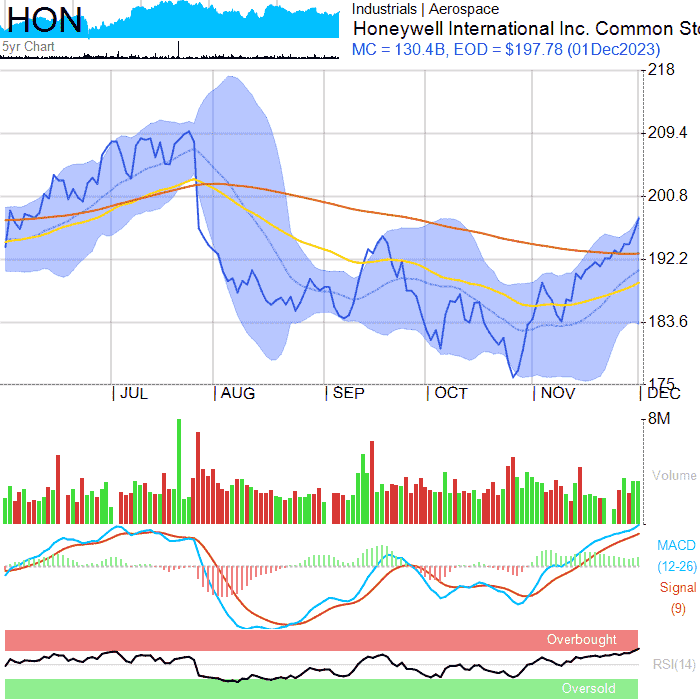 HON
5yr Chart
Industrials | Aerospace
Honeywell International Inc. Common Sto
MC = 130.4B, EOD = $197.78 (01Dec2023)
218
209.4
200.8
192.2
183.6
175
JUL
AUG
SEP
OCT
NOV
DEC
8M
Volume
MACD
(12-26)
Signal
(9)
Overbought
RSI(14)
Oversold